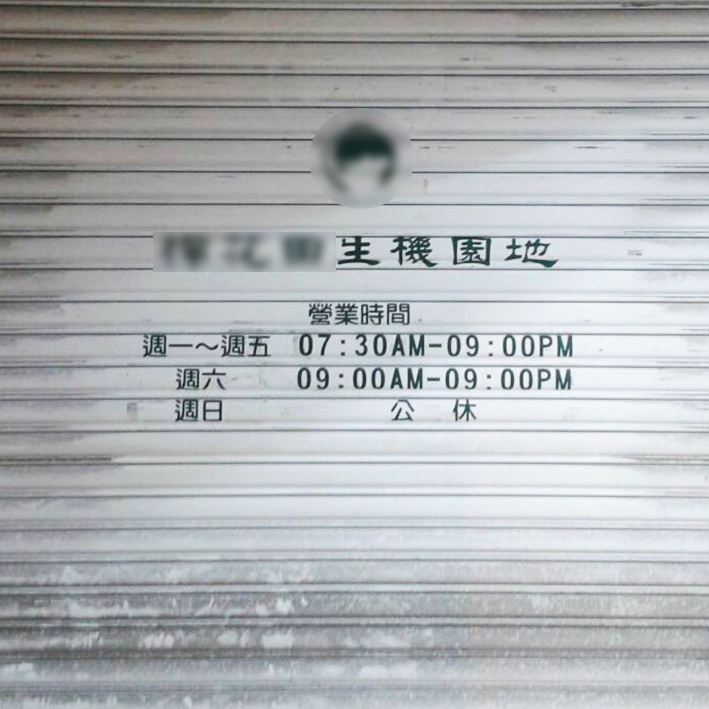 生機園地
營業時間
週一～週五 07:30AM-09:00PM
週六 09:00AM-09:00PM
週日 公 休